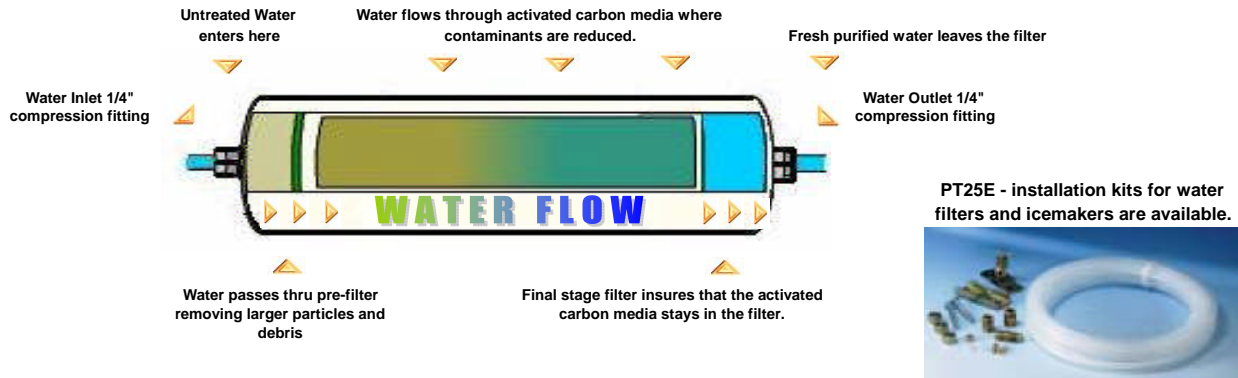 Untreated Water
enters here
Water flows through activated carbon media where
contaminants are reduced.
Fresh purified water leaves the filter
Water Inlet 1/4"
compression fitting
Water Outlet 1/4"
compression fitting
WATER FLOW
PT25E - installation kits for water
filters and icemakers are available.
Water passes thru pre-filter
removing larger particles and
debris
Final stage filter insures that the activated
carbon media stays in the filter.